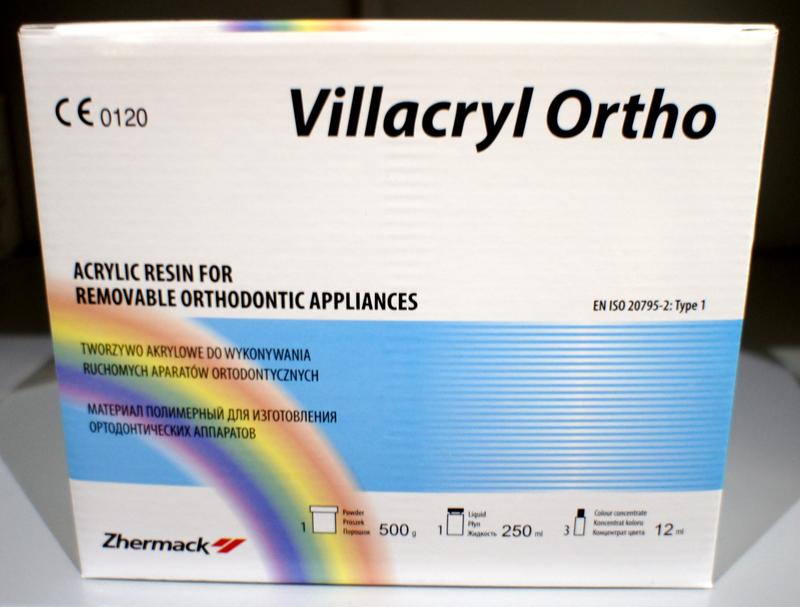 CE 0120
Villacryl Ortho
ACRYLIC RESIN FOR
REMOVABLE ORTHODONTIC APPLIANCES
EN ISO 20795-2: Type 1
TWORZYWO AKRYLOWE DO WYKONYWANIA
RUCHOMYCH APARATÓW ORTODONTYCZNYCH
МАТЕРИАЛ ПОЛИМЕРНЫЙ ДЛЯ ИЗГОТОВЛЕНИЯ
ОРТОДОНТИЧЕСКИХ АППАРАТОВ
Zhermack
1
Powder
Proszek
Порошок
500 g
1
Liquid
Płyn
Жидкость
250 ml
3
Colour concentrate
Koncentrat koloru
Концентрат цвета
12 ml